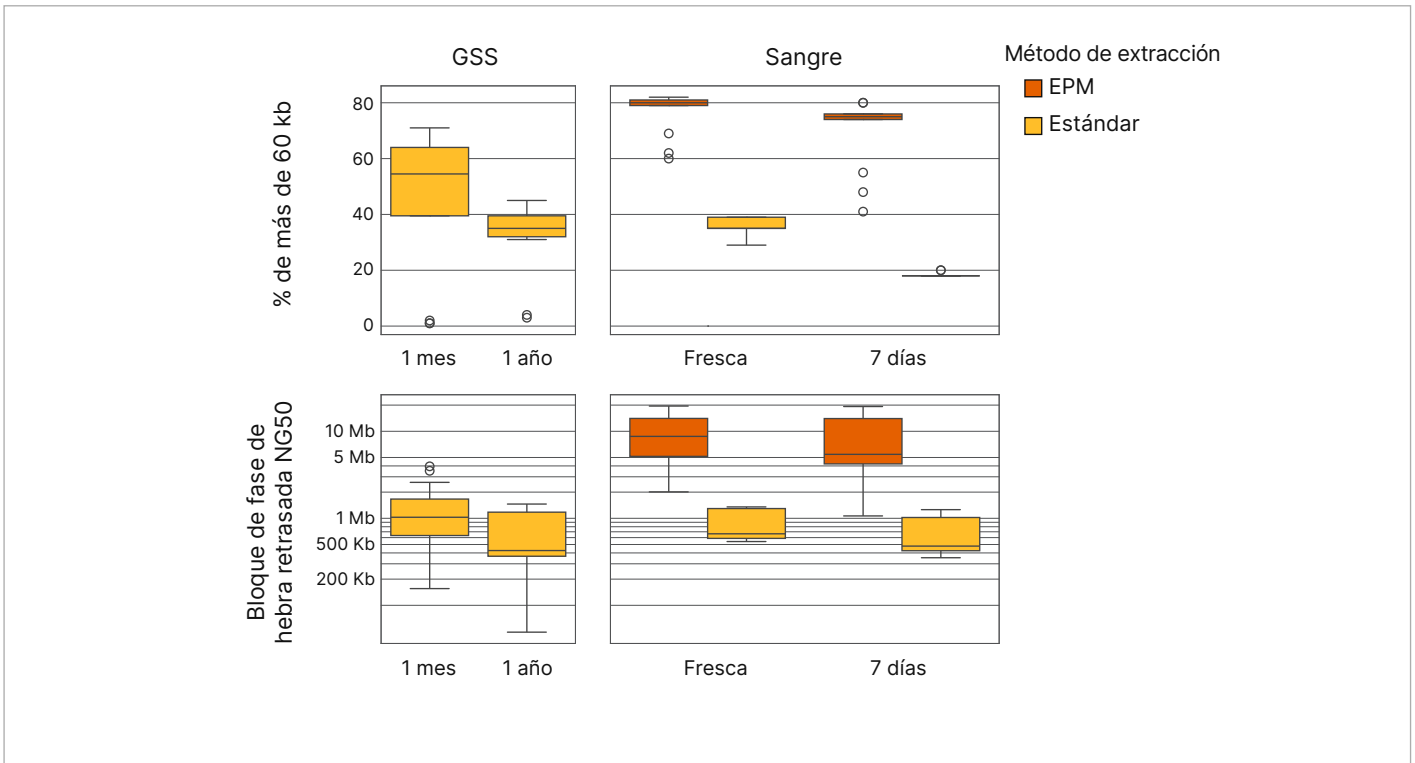 GSS
Sangre
Método de extracción
EPM
Estándar
% de más de 60 kb
80
60
40
20
0
1 mes
1 año
Fresca
7 días
Bloque de fase de
hebra retrasada NG50
10 Mb
5 Mb
1 Mb
500 Kb
200 Kb
1 mes
1 año
Fresca
7 días